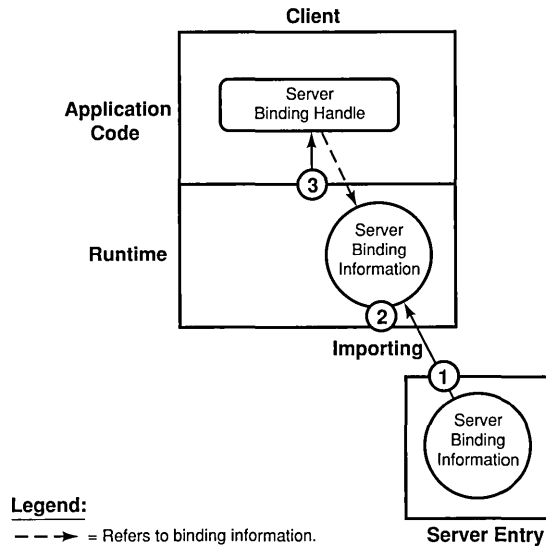 Client
Application
Code
Server
Binding Handle
3
Runtime
Server
Binding
Information
2
Importing
1
Server
Binding
Information
Server Entry
Legend:
= Refers to binding information.